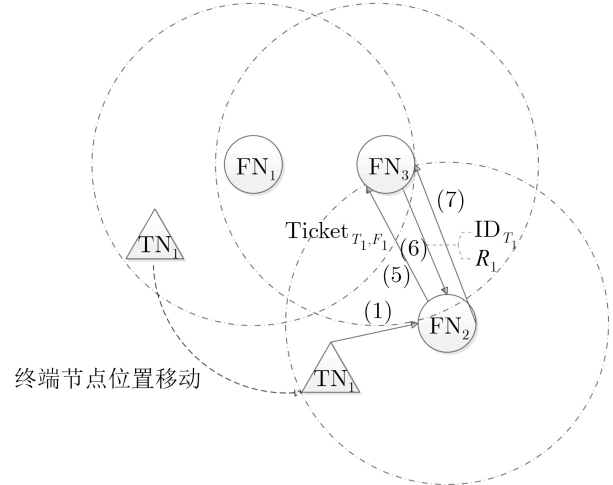 FN₁
FN₃
(7)
TN₁
Ticket T₁,F₁
ID T₁
(6)
R₁
(5)
(1)
FN₂
终端节点位置移动
TN₁